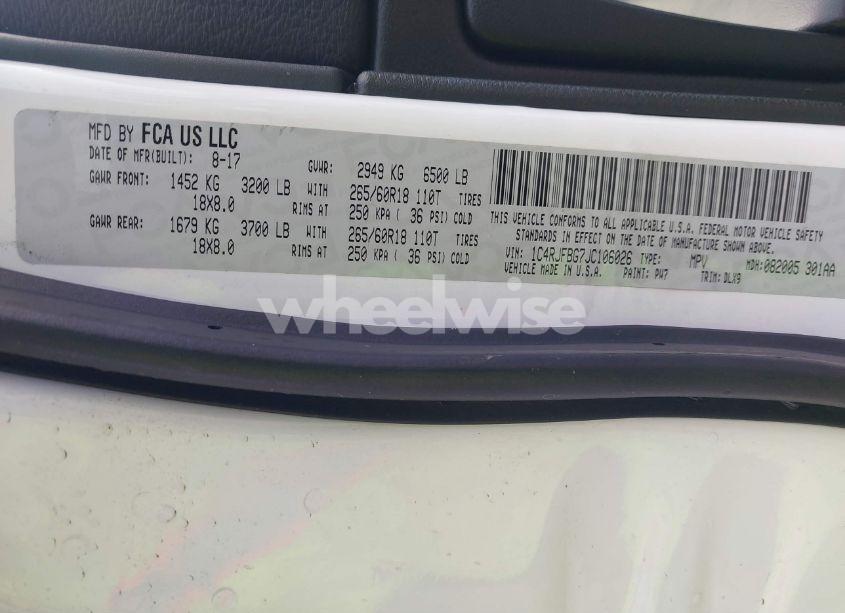 MFD BY FCA US LLC
DATE OF MFR(BUILT): 8-17 GVWR: 2949 KG 6500 LB
GAWR FRONT: 1452 KG 3200 LB WITH 265/60R18 110T TIRES
18X8.0 RIMS AT 250 KPA ( 36 PSI) COLD
GAWR REAR: 1679 KG 3700 LB WITH 265/60R18 110T TIRES
18X8.0 RIMS AT 250 KPA ( 36 PSI) COLD
THIS VEHICLE CONFORMS TO ALL APPLICABLE U.S.A. FEDERAL MOTOR VEHICLE SAFETY
STANDARDS IN EFFECT ON THE DATE OF MANUFACTURE SHOWN ABOVE.
VIN: 1C4RJFBG7JC106026 TYPE: MPV MDH:082005 301AA
VEHICLE MADE IN U.S.A. PAINT: PW7 TRIM: DLX9
wheelwise